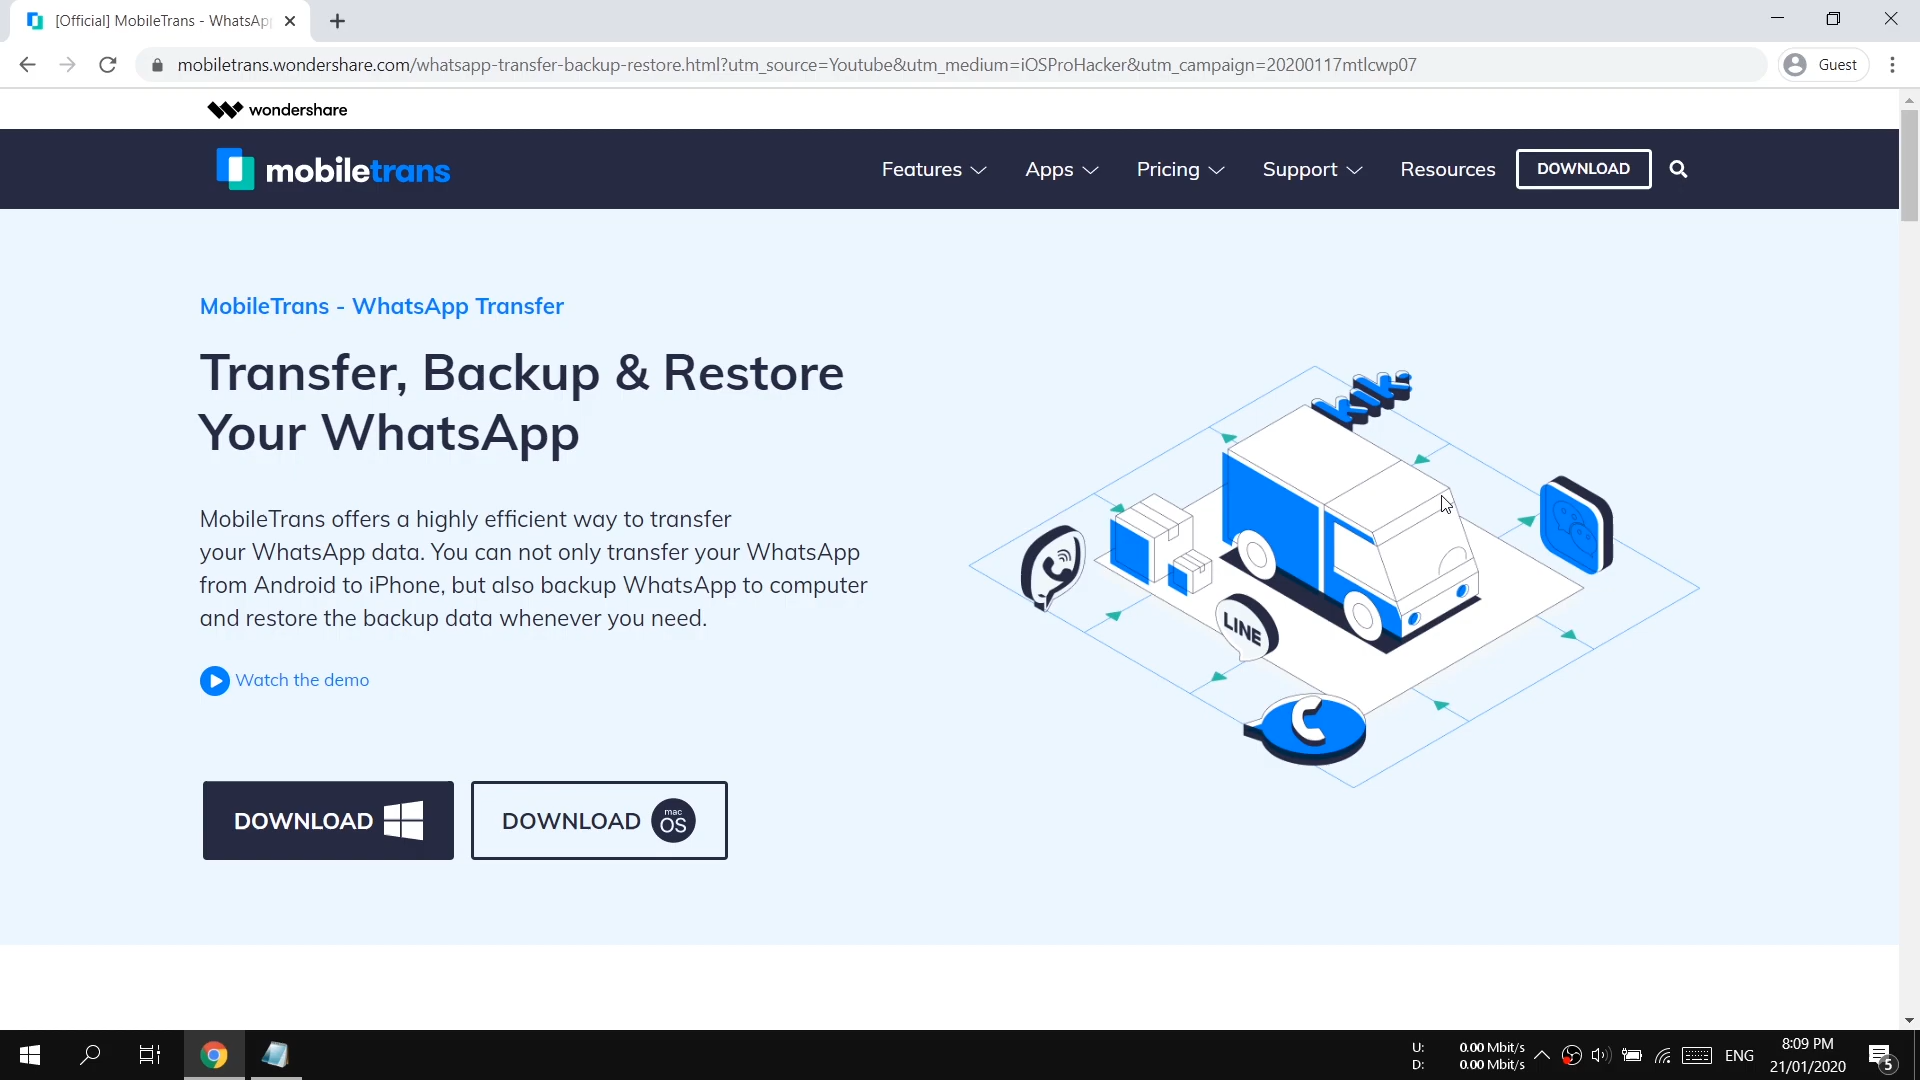 [Official] MobileTrans - WhatsApp
mobiletrans.wondershare.com/whatsapp-transfer-backup-restore.html?utm_source=Youtube&utm_medium=iOSProHacker&utm_campaign=20200117mtlcwp07
Guest
wondershare
mobiletrans
Features
Apps
Pricing
Support
Resources
DOWNLOAD
MobileTrans - WhatsApp Transfer
Transfer, Backup & Restore
Your WhatsApp
MobileTrans offers a highly efficient way to transfer
your WhatsApp data. You can not only transfer your WhatsApp
from Android to iPhone, but also backup WhatsApp to computer
and restore the backup data whenever you need.
Watch the demo
DOWNLOAD
DOWNLOAD
mac
OS
kik
LINE
U: 0.00 Mbit/s
D: 0.00 Mbit/s
ENG
8:09 PM
21/01/2020
5